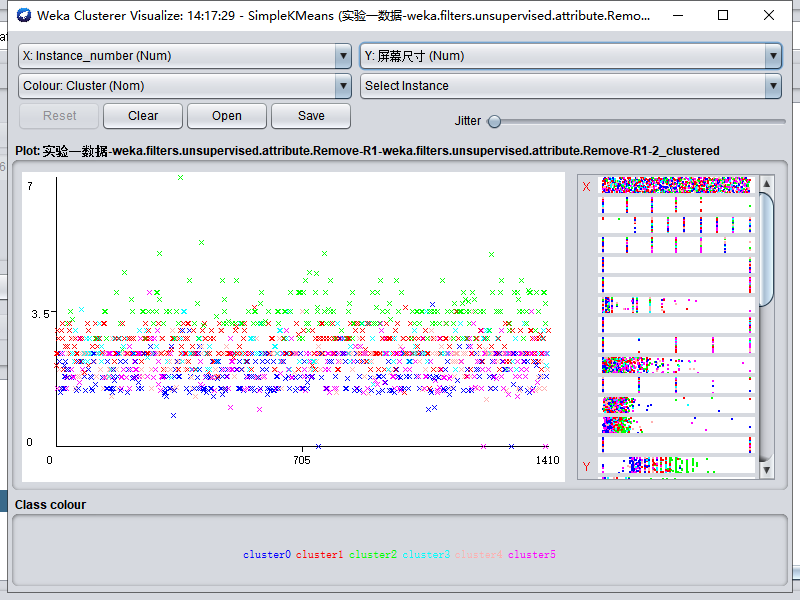 Weka Clusterer Visualize: 14:17:29 - SimpleKMeans (实验一数据-weka.filters.unsupervised.attribute.Remo...
X: Instance_number (Num)
Y: 屏幕尺寸 (Num)
Colour: Cluster (Nom)
Select Instance
Reset
Clear
Open
Save
Jitter
Plot: 实验一数据-weka.filters.unsupervised.attribute.Remove-R1-weka.filters.unsupervised.attribute.Remove-R1-2_clustered
7
3.5
0
0
705
1410
X
Y
Class colour
cluster0 cluster1 cluster2 cluster3 cluster4 cluster5